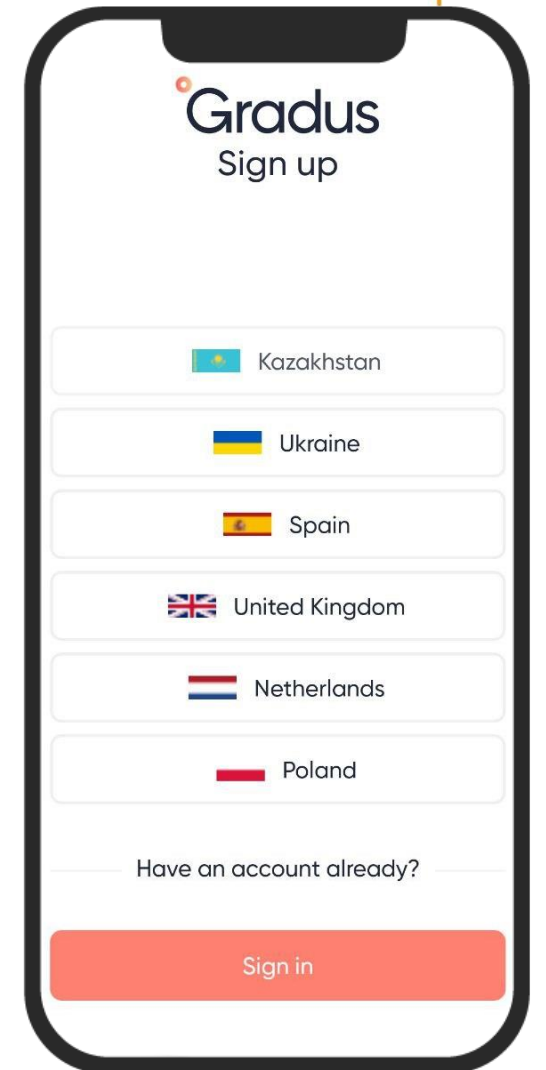 Gradus
Sign up
Kazakhstan
Ukraine
Spain
United Kingdom
Netherlands
Poland
Have an account already?
Sign in